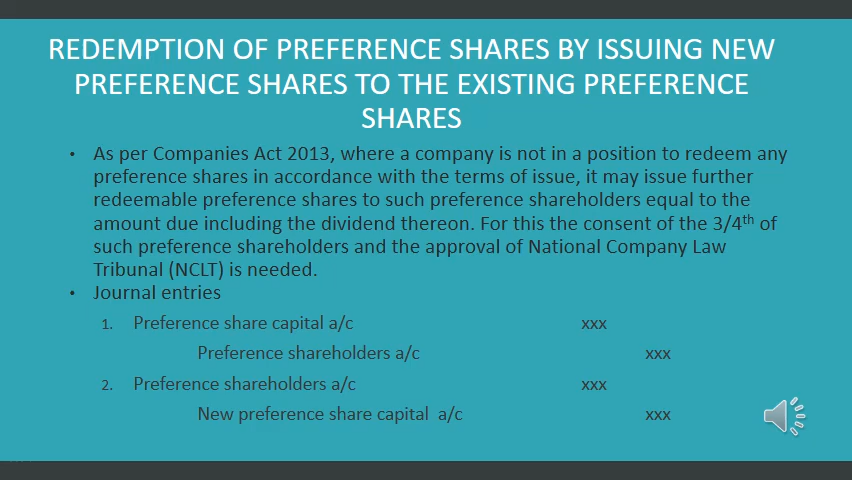 REDEMPTION OF PREFERENCE SHARES BY ISSUING NEW
PREFERENCE SHARES TO THE EXISTING PREFERENCE
SHARES
• As per Companies Act 2013, where a company is not in a position to redeem any
preference shares in accordance with the terms of issue, it may issue further
redeemable preference shares to such preference shareholders equal to the
amount due including the dividend thereon. For this the consent of the 3/4th of
such preference shareholders and the approval of National Company Law
Tribunal (NCLT) is needed.
• Journal entries
1. Preference share capital a/c xxx
Preference shareholders a/c xxx
2. Preference shareholders a/c xxx
New preference share capital a/c xxx